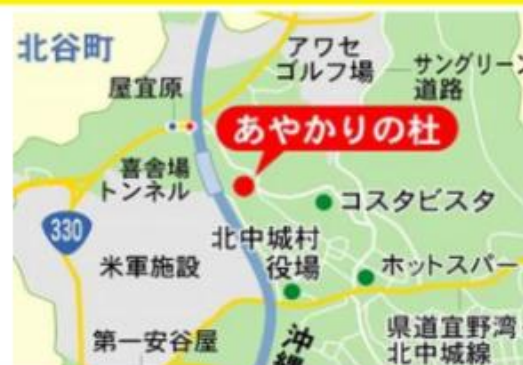 北谷町
アワセ
ゴルフ場
サングリーン
道路
屋宜原
あやかりの杜
喜舎場
トンネル
コスタビスタ
330
北中城村
役場
米軍施設
ホットスパー
第一安谷屋
沖縄
県道宜野湾
北中城線